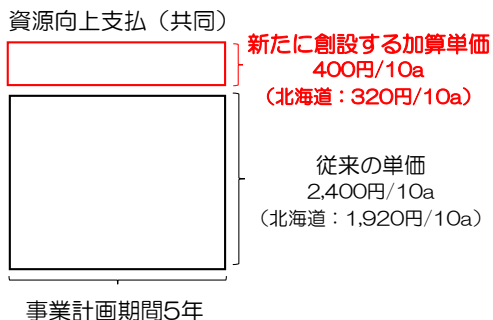 資源向上支払（共同）
新たに創設する加算単価
400円/10a
（北海道：320円/10a）
従来の単価
2,400円/10a
（北海道：1,920円/10a）
事業計画期間5年